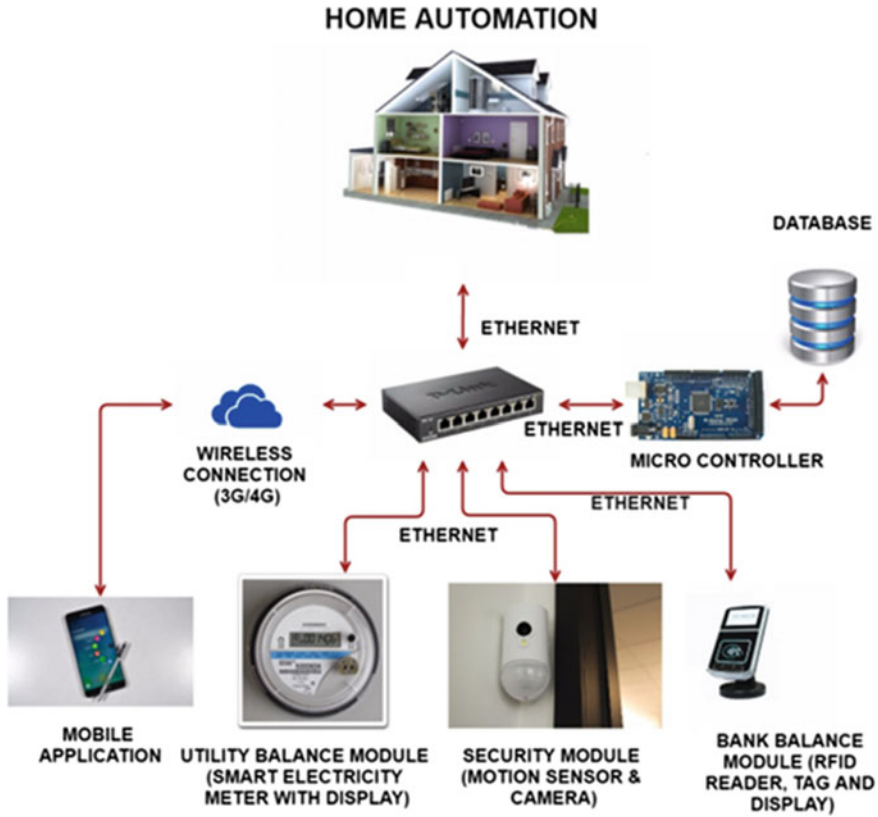 HOME AUTOMATION
DATABASE
ETHERNET
ETHERNET
MICRO CONTROLLER
WIRELESS
CONNECTION
(3G/4G)
ETHERNET
ETHERNET
MOBILE
APPLICATION
UTILITY BALANCE MODULE
(SMART ELECTRICITY
METER WITH DISPLAY)
SECURITY MODULE
(MOTION SENSOR &
CAMERA)
BANK BALANCE
MODULE (RFID
READER, TAG AND
DISPLAY)